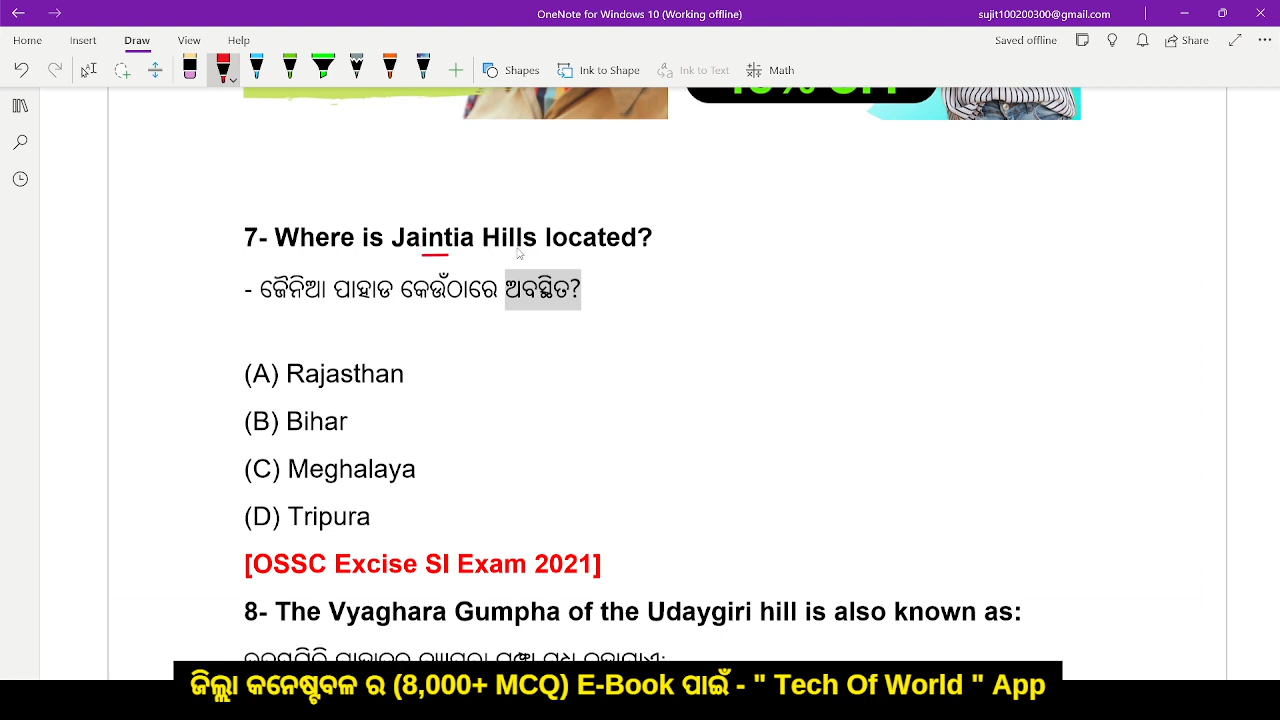 OneNote for Windows 10 (Working offline)
sujit100200300@gmail.com
Home Insert Draw View Help
Saved offline
Share
Shapes Ink to Shape Ink to Text Math
7- Where is Jaintia Hills located?
- ଜୈନିଆ ପାହାଡ କେଉଁଠାରେ ଅବସ୍ଥିତ?
(A) Rajasthan
(B) Bihar
(C) Meghalaya
(D) Tripura
[OSSC Excise SI Exam 2021]
8- The Vyaghara Gumpha of the Udaygiri hill is also known as:
ଜିଲ୍ଲା କନେଷ୍ଟବଳ ର (8,000+ MCQ) E-Book ପାଇଁ - " Tech Of World " App